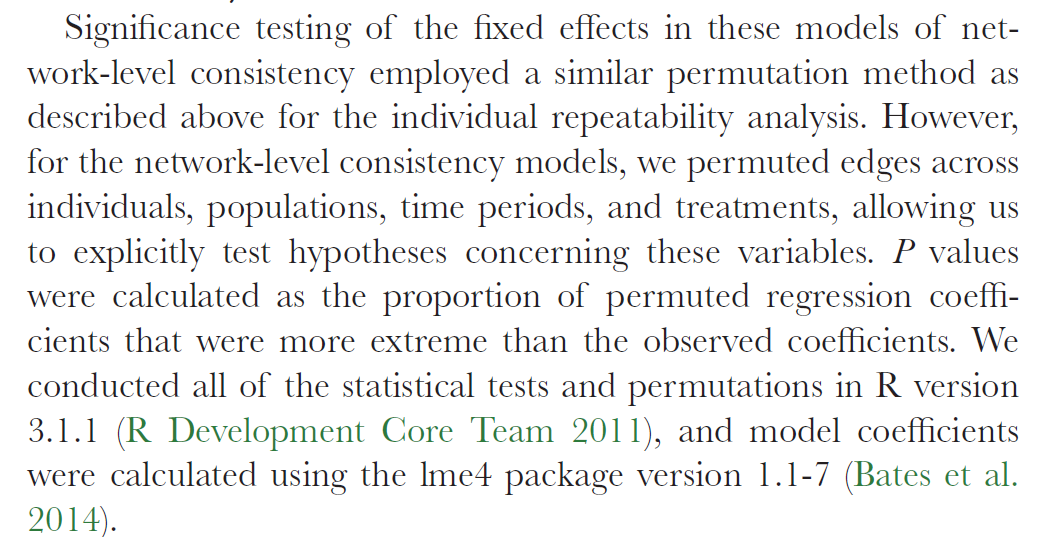 Significance testing of the fixed effects in these models of net-
work-level consistency employed a similar permutation method as
described above for the individual repeatability analysis. However,
for the network-level consistency models, we permuted edges across
individuals, populations, time periods, and treatments, allowing us
to explicitly test hypotheses concerning these variables. P values
were calculated as the proportion of permuted regression coeffi-
cients that were more extreme than the observed coefficients. We
conducted all of the statistical tests and permutations in R version
3.1.1 (R Development Core Team 2011), and model coefficients
were calculated using the lme4 package version 1.1-7 (Bates et al.
2014).